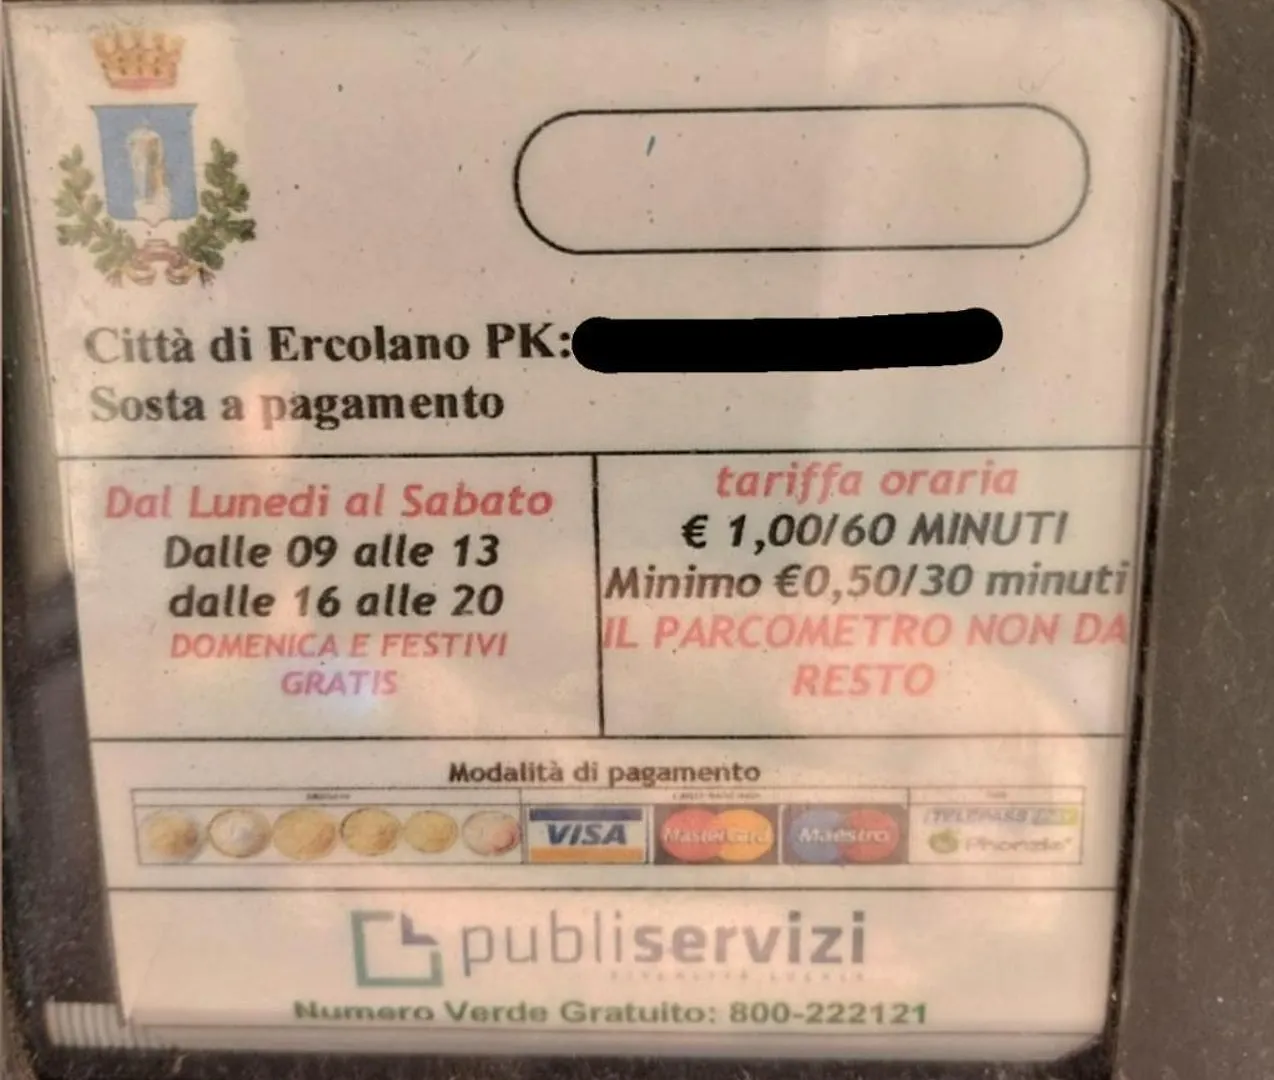 Città di Ercolano PK:
Sosta a pagamento
Dal Lunedi al Sabato
Dalle 09 alle 13
dalle 16 alle 20
DOMENICA E FESTIVI
GRATIS
tariffa oraria
€ 1,00/60 MINUTI
Minimo €0,50/30 minuti
IL PARCOMETRO NON DA
RESTO
Modalità di pagamento
VISA
MasterCard
Maestro
TELEPASS
Phonzie
publiservizi
Numero Verde Gratuito: 800-222121